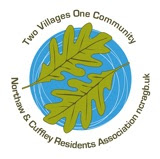 Two Villages One Community
Northaw & Cuffley Residents Association ncragb.uk